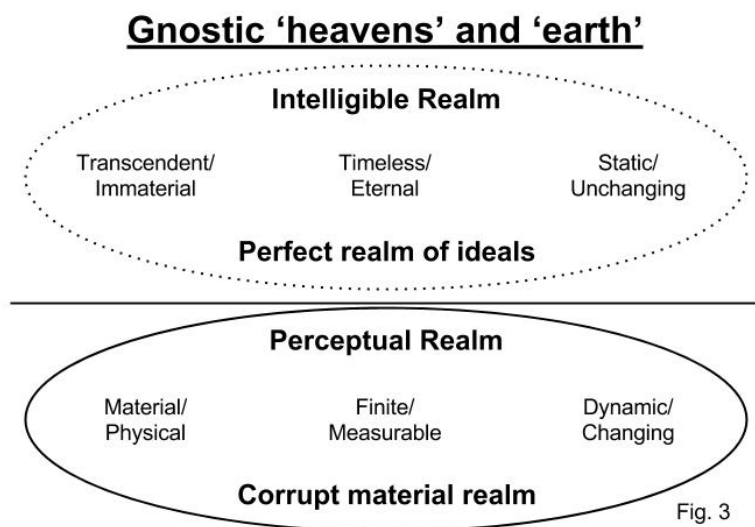 Gnostic ‘heavens’ and ‘earth’
Intelligible Realm
Transcendent/ Timeless/ Static/
Immaterial Eternal Unchanging
Perfect realm of ideals
Perceptual Realm
Material/ Finite/ Dynamic/
Physical Measurable Changing
Corrupt material realm
Fig. 3